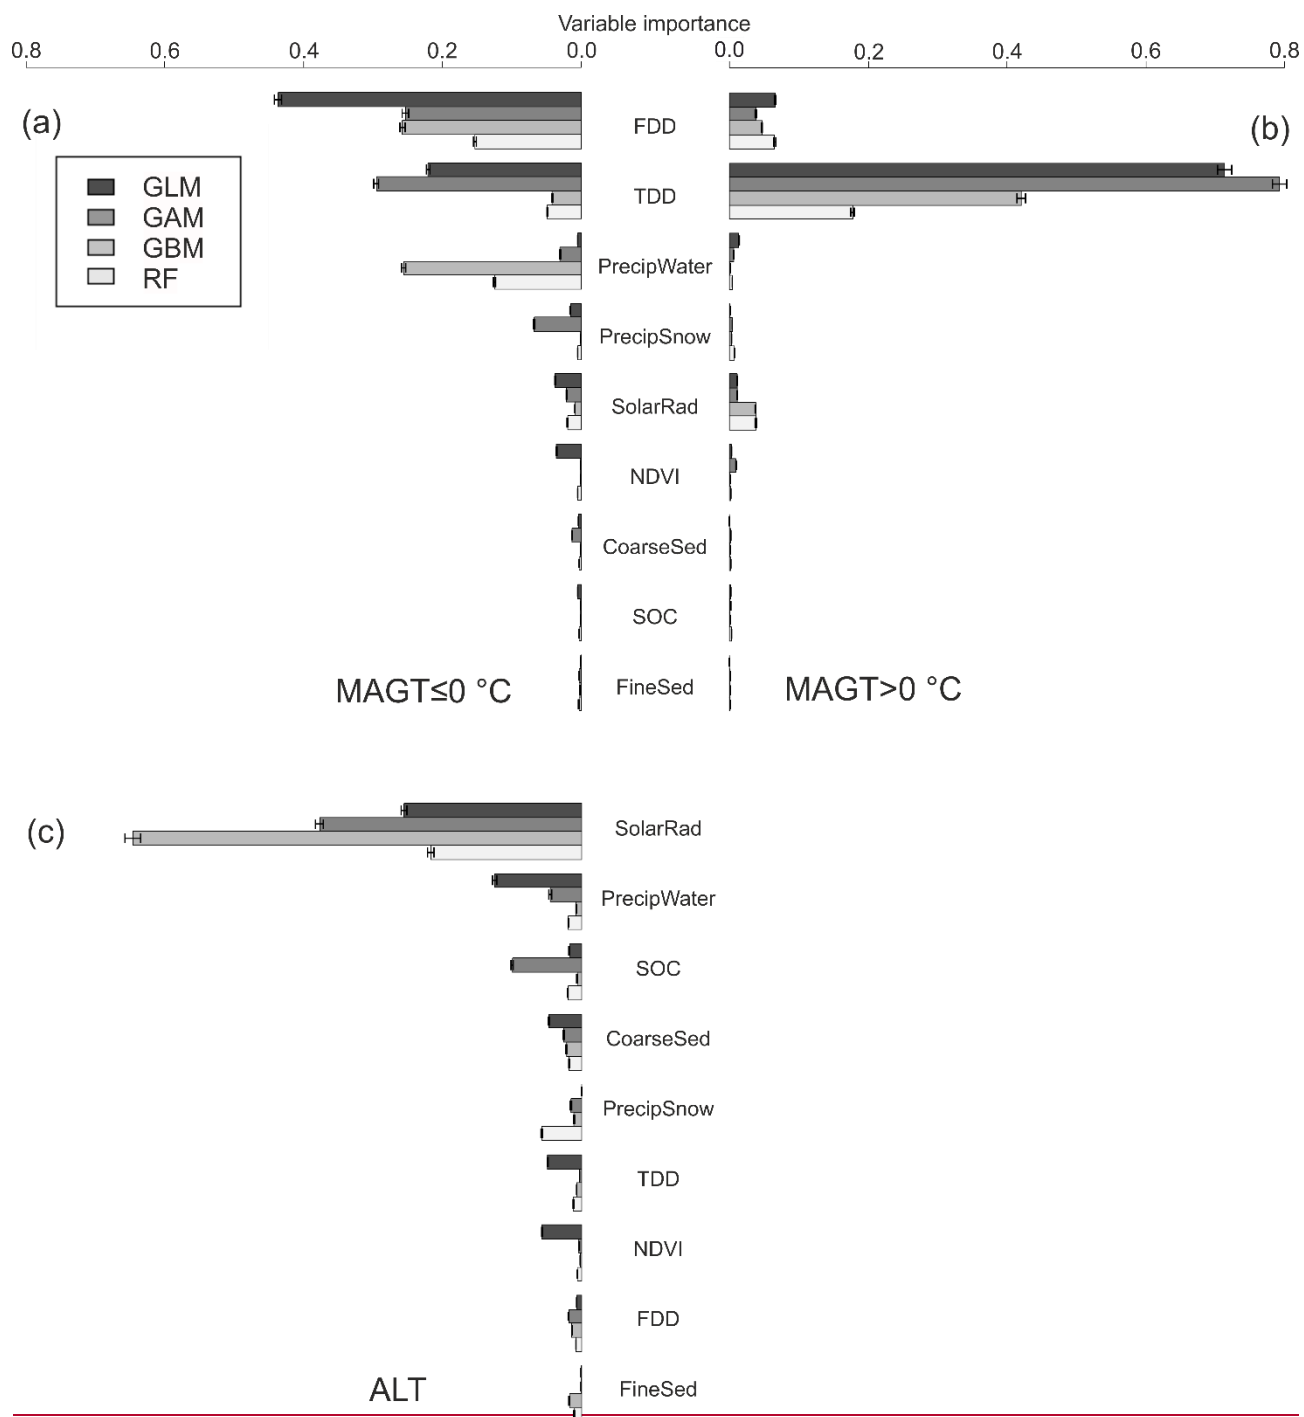 Variable importance
0.8 0.6 0.4 0.2 0.0 0.0 0.2 0.4 0.6 0.8
(a) FDD (b)
GLM
GAM
GBM
RF
TDD
PrecipWater
PrecipSnow
SolarRad
NDVI
CoarseSed
SOC
MAGT≤0 °C FineSed MAGT>0 °C
(c) SolarRad
PrecipWater
SOC
CoarseSed
PrecipSnow
TDD
NDVI
FDD
ALT FineSed